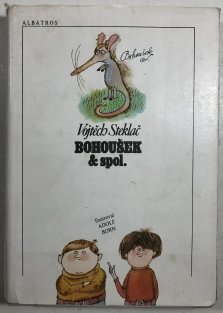 ALBATROS
Bohoušek
Vojtěch Steklač
BOHOUŠEK
& spol.
Ilustroval
ADOLF
BORN